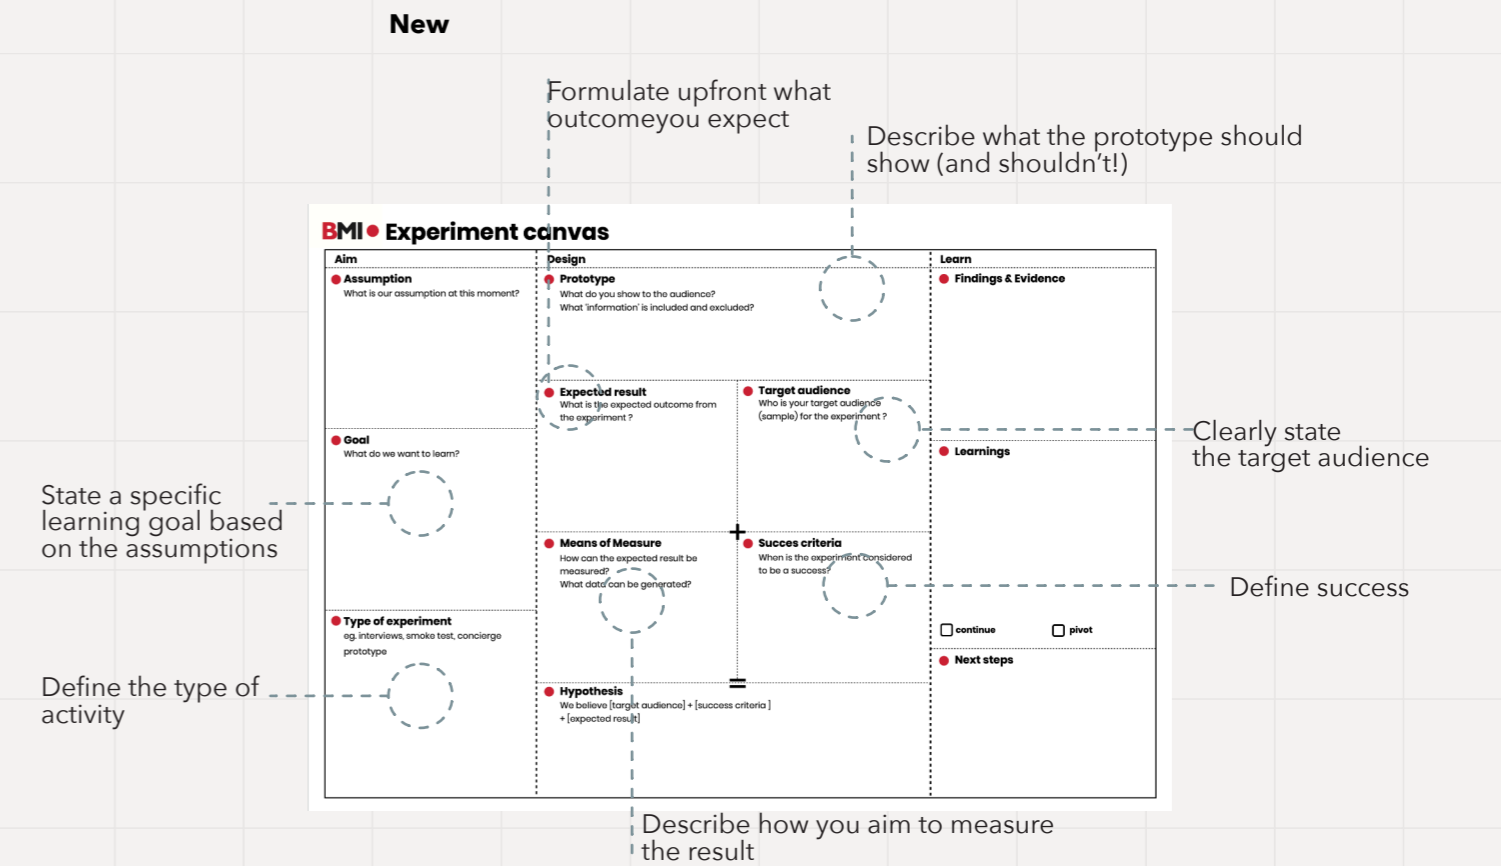 New
Formulate upfront what
outcomeyou expect
Describe what the prototype should
show (and shouldn't!)
BMI Experiment canvas
Aim
Design
Learn
Assumption
What is our assumption at this moment?
Prototype
What do you show to the audience?
What 'information' is included and excluded?
Findings & Evidence
Expected result
What is the expected outcome from
the experiment ?
Target audience
Who is your target audience
(sample) for the experiment ?
Clearly state
the target audience
Goal
What do we want to learn?
Learnings
State a specific
learning goal based
on the assumptions
+
Means of Measure
How can the expected result be
measured?
What data can be generated?
Succes criteria
When is the experiment considered
to be a success?
Define success
Type of experiment
eg. interviews, smoke test, concierge
prototype
continue
pivot
Next steps
Define the type of
activity
=
Hypothesis
We believe [target audience] + [success criteria ]
+ [expected result]
Describe how you aim to measure
the result